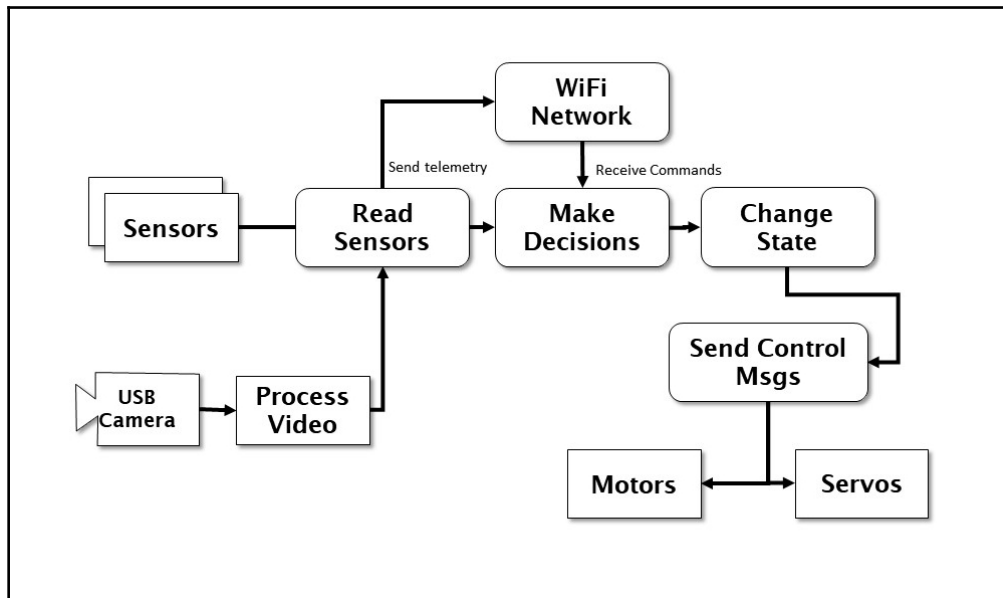 WiFi
Network
Send telemetry
Receive Commands
Sensors
Read
Sensors
Make
Decisions
Change
State
Send Control
Msgs
USB
Camera
Process
Video
Motors
Servos